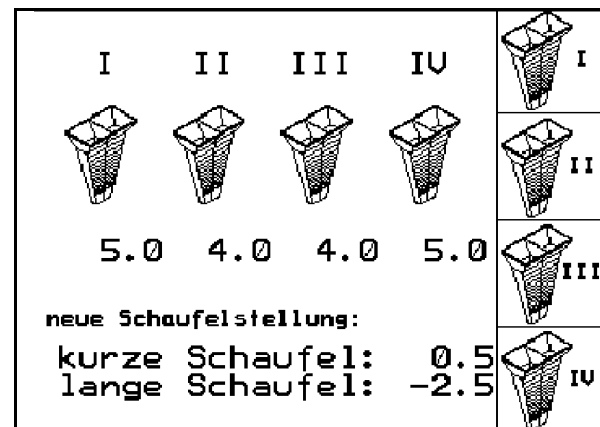 I II III IV
5.0 4.0 4.0 5.0
neue Schaufelstellung:
kurze Schaufel: 0.5
lange Schaufel: -2.5
I
II
III
IV